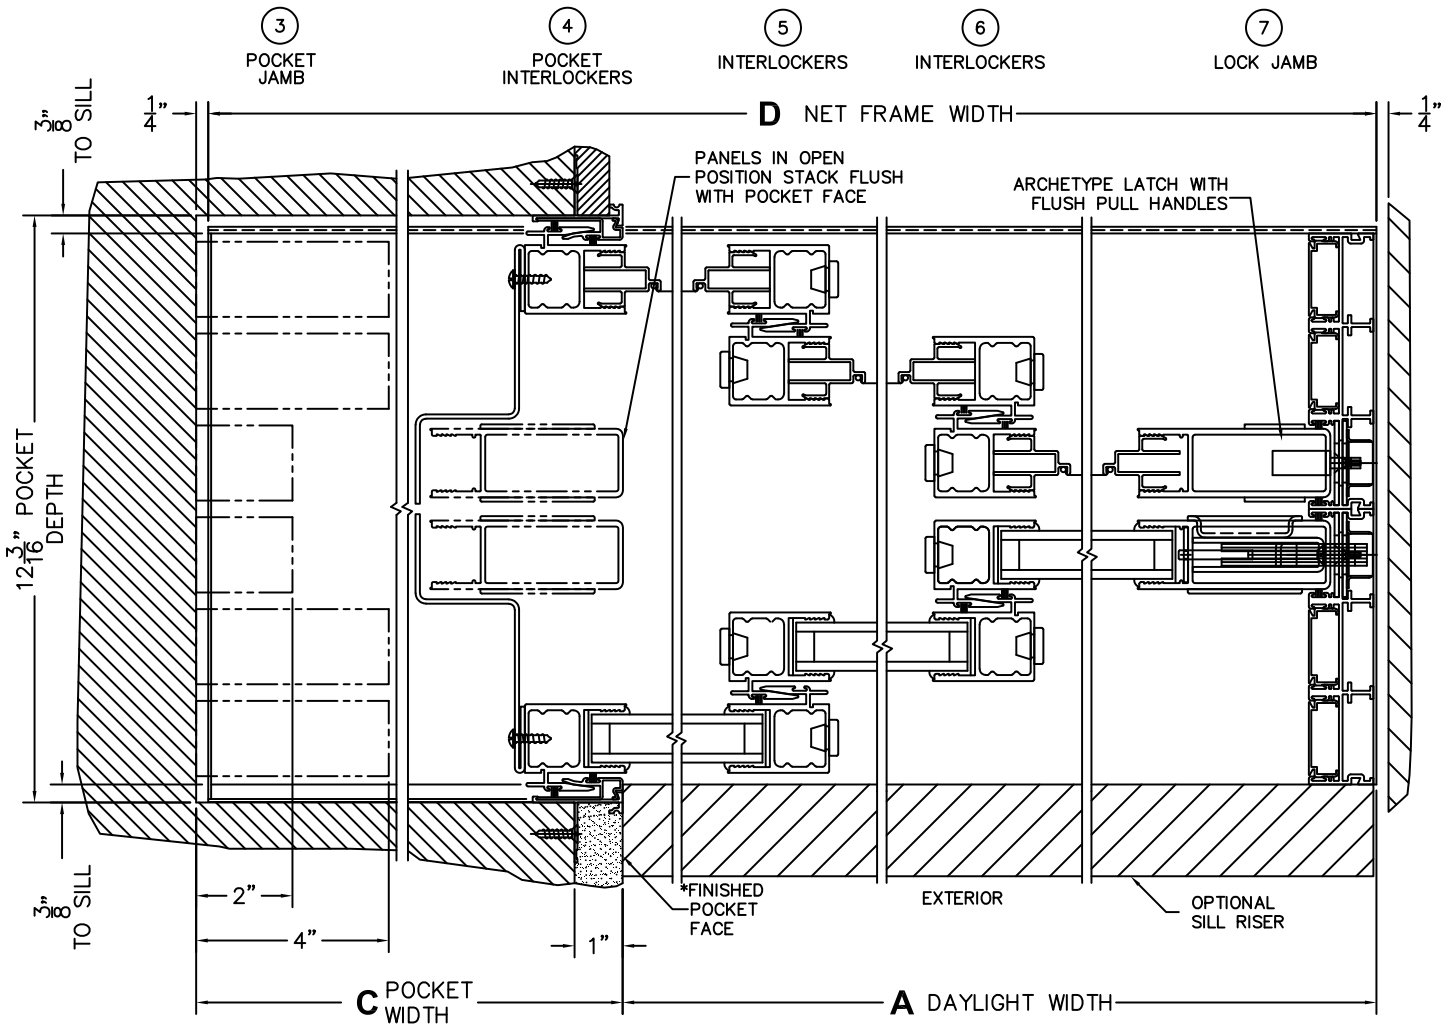 3
4
5
6
7
POCKET
JAMB
POCKET
INTERLOCKERS
INTERLOCKERS
INTERLOCKERS
LOCK JAMB
3/8"
TO SILL
1/4"
D NET FRAME WIDTH
1/4"
PANELS IN OPEN
POSITION STACK FLUSH
WITH POCKET FACE
ARCHETYPE LATCH WITH
FLUSH PULL HANDLES
12 3/16" POCKET
DEPTH
3/8"
TO SILL
2"
4"
1"
*FINISHED
POCKET
FACE
EXTERIOR
OPTIONAL
SILL RISER
C POCKET
WIDTH
A DAYLIGHT WIDTH